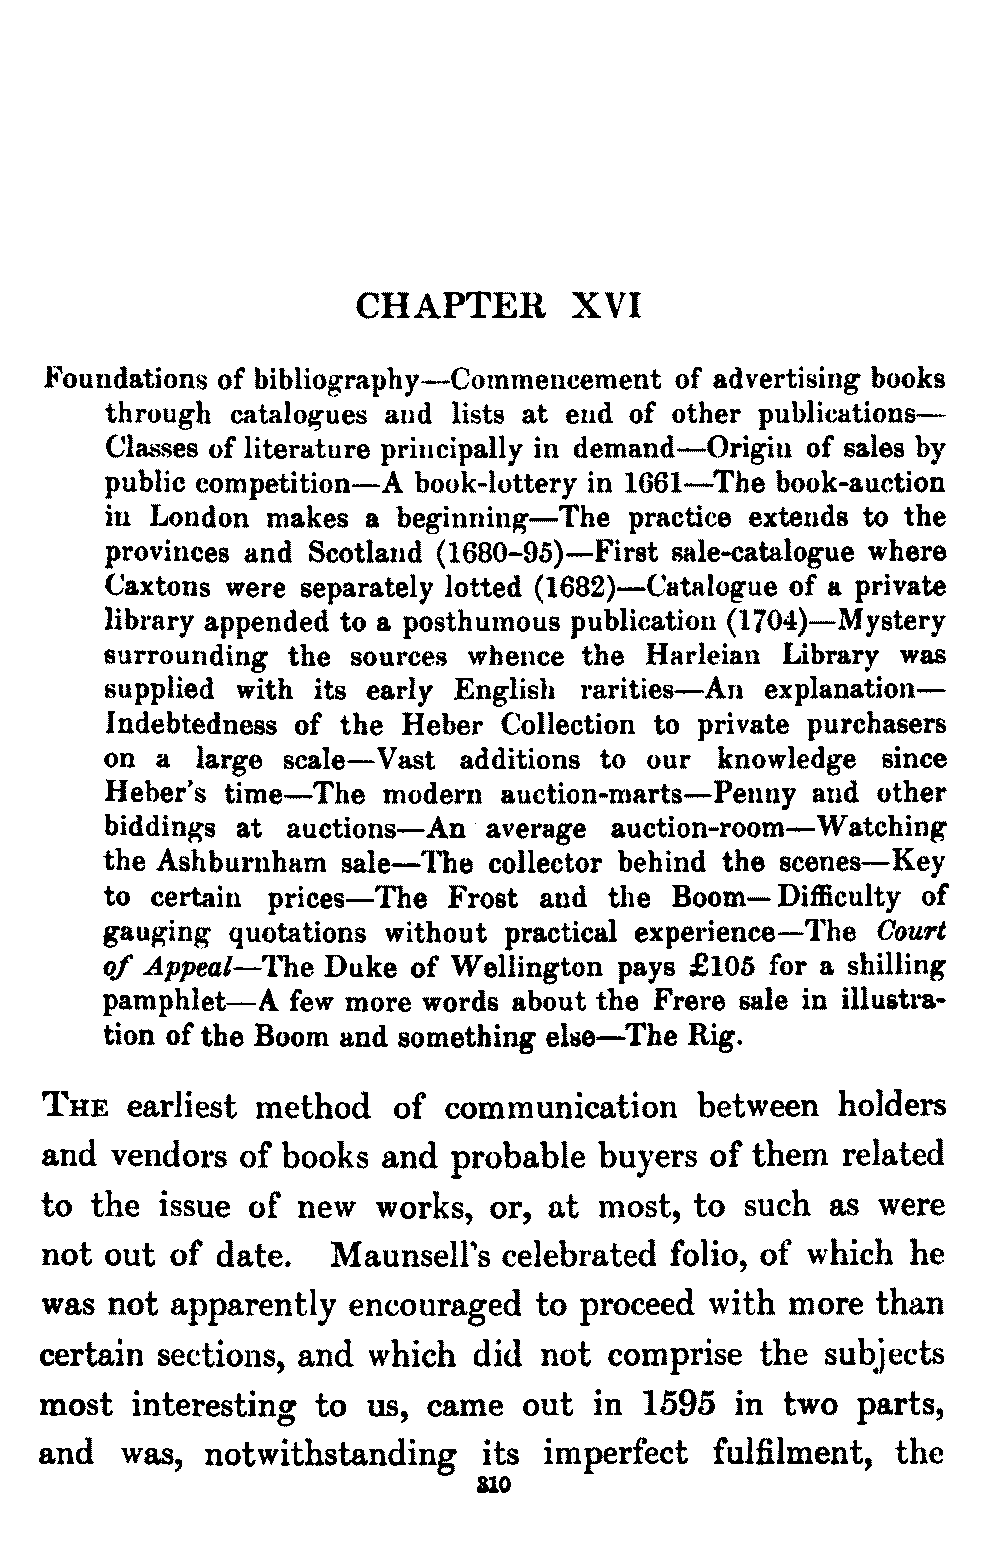 CHAPTER XVI
Foundations of bibliography—Commencement of advertising books
through catalogues and lists at end of other publications—
Classes of literature principally in demand—Origin of sales by
public competition—A book-lottery in 1661—The book-auction
in London makes a beginning—The practice extends to the
provinces and Scotland (1680–95)—First sale-catalogue where
Caxtons were separately lotted (1682)—Catalogue of a private
library appended to a posthumous publication (1704)—Mystery
surrounding the sources whence the Harleian Library was
supplied with its early English rarities—An explanation—
Indebtedness of the Heber Collection to private purchasers
on a large scale—Vast additions to our knowledge since
Heber's time—The modern auction-marts—Penny and other
biddings at auctions—An average auction-room—Watching
the Ashburnham sale—The collector behind the scenes—Key
to certain prices—The Frost and the Boom—Difficulty of
gauging quotations without practical experience—The Court
of Appeal—The Duke of Wellington pays £105 for a shilling
pamphlet—A few more words about the Frere sale in illustra-
tion of the Boom and something else—The Rig.
THE earliest method of communication between holders
and vendors of books and probable buyers of them related
to the issue of new works, or, at most, to such as were
not out of date. Maunsell's celebrated folio, of which he
was not apparently encouraged to proceed with more than
certain sections, and which did not comprise the subjects
most interesting to us, came out in 1595 in two parts,
and was, notwithstanding its imperfect fulfilment, the
310